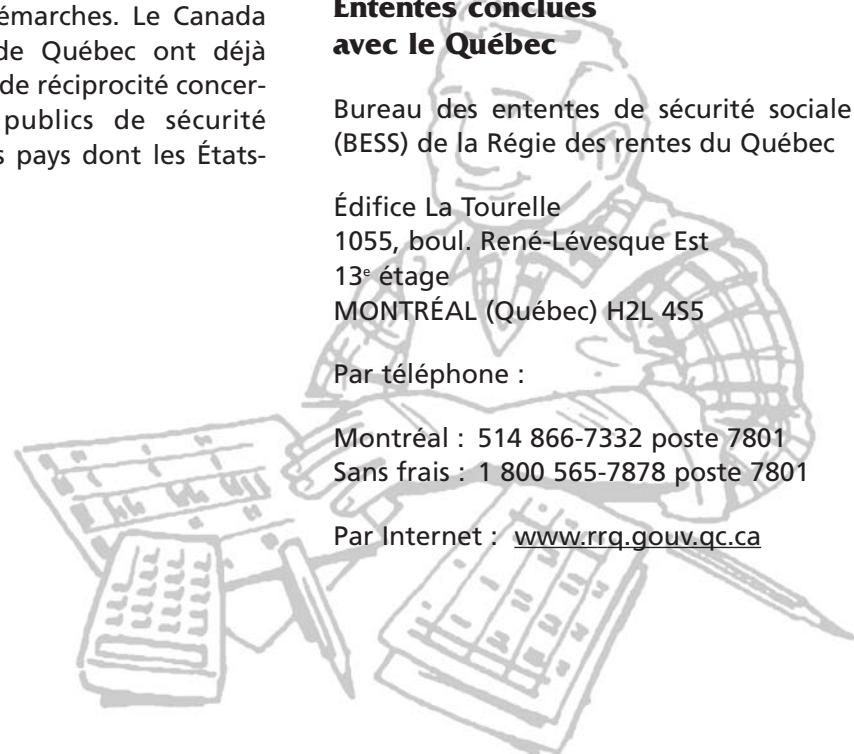 émarches. Le Canada
de Québec ont déjà
de réciprocité concer-
publics de sécurité
s pays dont les États-
Ententes conclues
avec le Québec
Bureau des ententes de sécurité sociale
(BESS) de la Régie des rentes du Québec
Édifice La Tourelle
1055, boul. René-Lévesque Est
13e étage
MONTRÉAL (Québec) H2L 4S5
Par téléphone :
Montréal : 514 866-7332 poste 7801
Sans frais : 1 800 565-7878 poste 7801
Par Internet : www.rrq.gouv.qc.ca